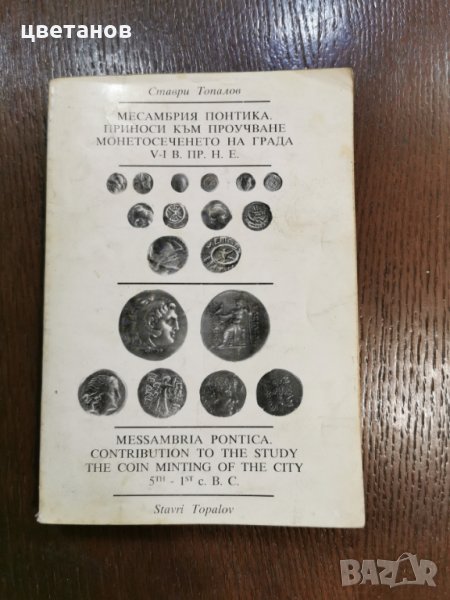 цветанов
Ставри Топалов
МЕСАМБРИЯ ПОНТИКА.
ПРИНОСИ КЪМ ПРОУЧВАНЕ
МОНЕТОСЕЧЕНЕТО НА ГРАДА
V-I В. ПР. Н. Е.
MESSAMBRIA PONTICA.
CONTRIBUTION TO THE STUDY
THE COIN MINTING OF THE CITY
5TH - 1ST c. B. C.
Stavri Topalov
BAZAR